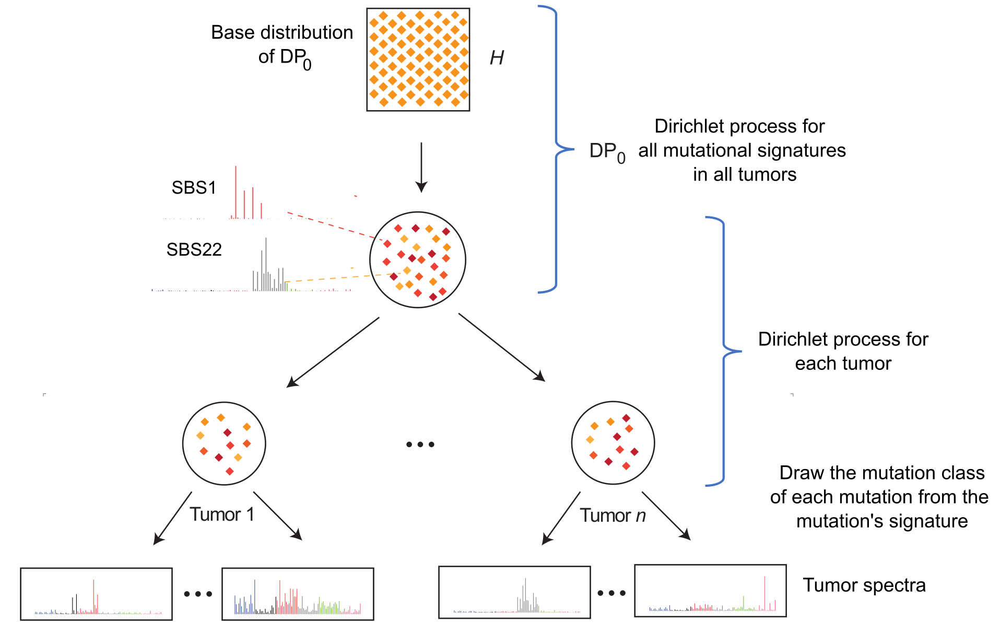 Base distribution
of DP0
H
Dirichlet process for
all mutational signatures
in all tumors
DP0
SBS1
SBS22
Dirichlet process for
each tumor
Draw the mutation class
of each mutation from the
mutation's signature
Tumor 1
Tumor n
Tumor spectra